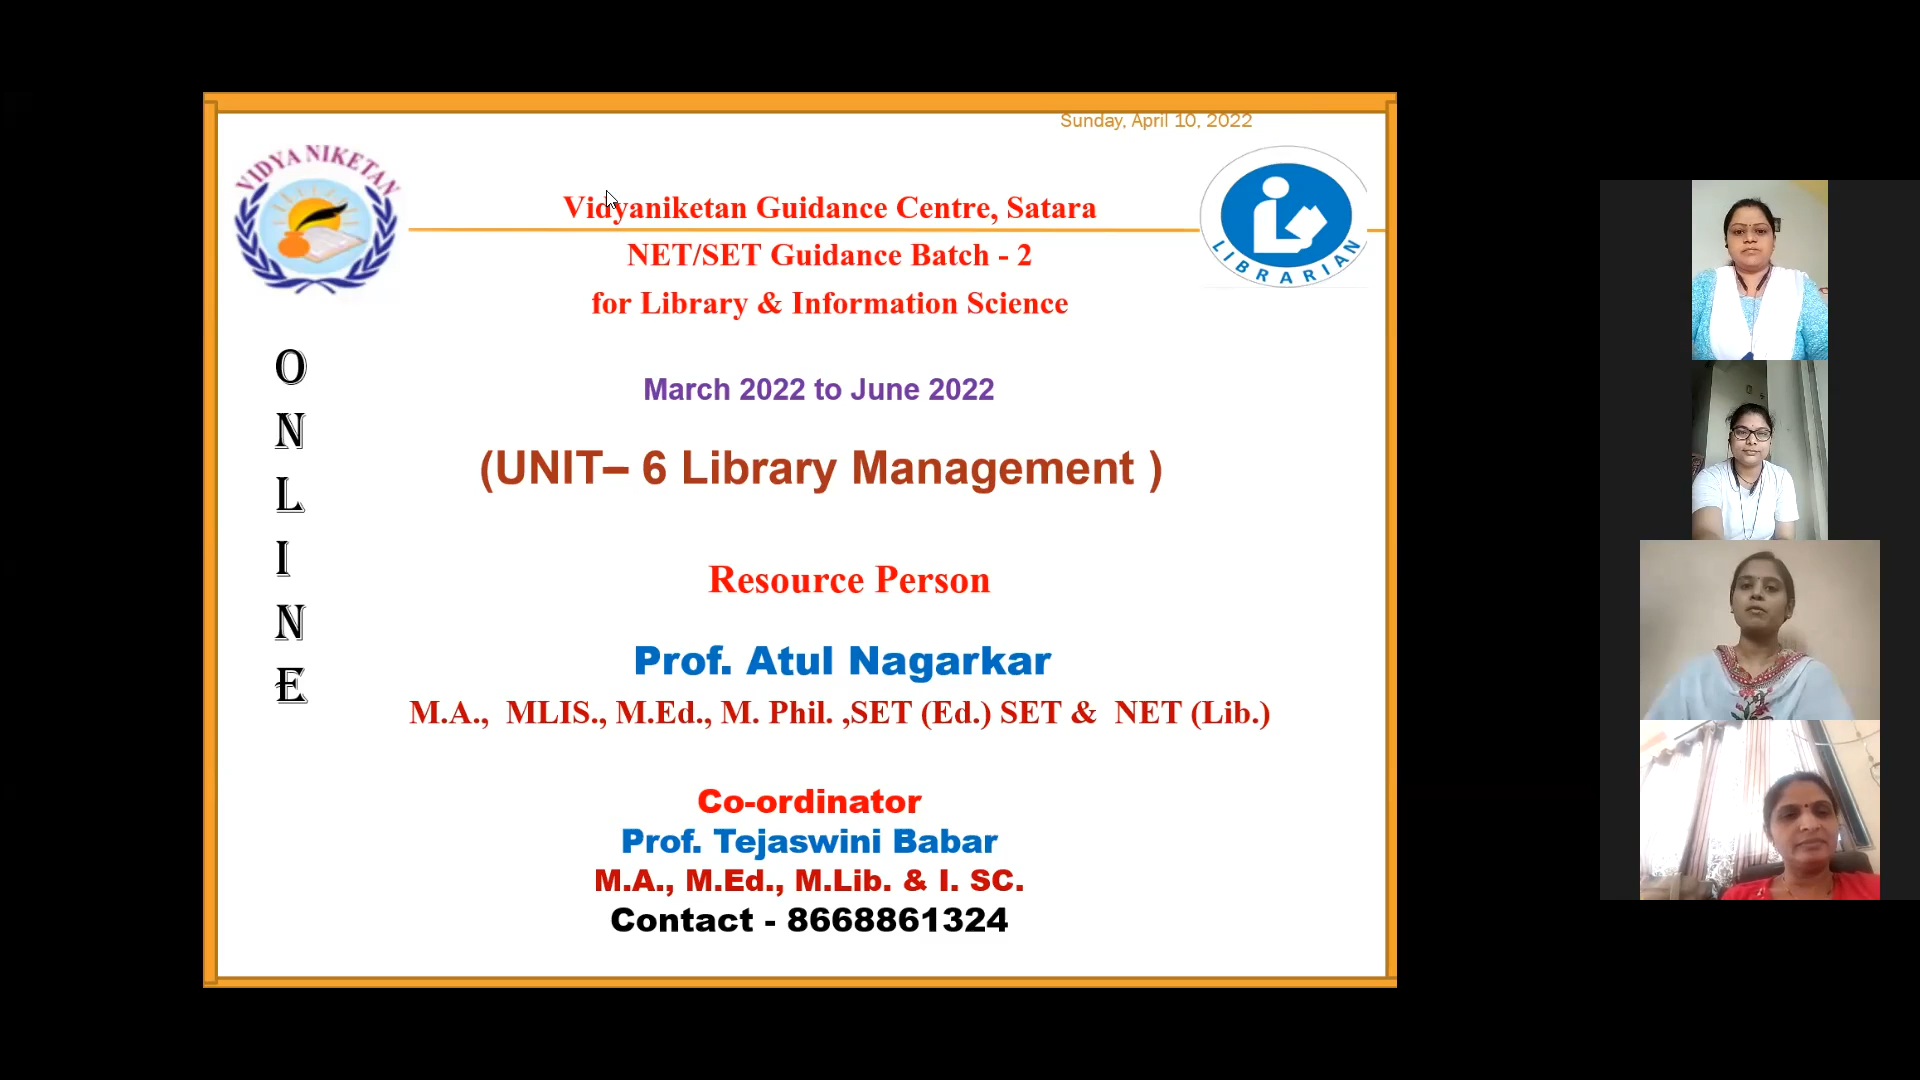 Sunday, April 10, 2022
VIDYA NIKETAN
LIBRARIAN
Vidyaniketan Guidance Centre, Satara
NET/SET Guidance Batch - 2
for Library & Information Science
ONLINE
March 2022 to June 2022
(UNIT– 6 Library Management )
Resource Person
Prof. Atul Nagarkar
M.A., MLIS., M.Ed., M. Phil. ,SET (Ed.) SET & NET (Lib.)
Co-ordinator
Prof. Tejaswini Babar
M.A., M.Ed., M.Lib. & I. SC.
Contact - 8668861324